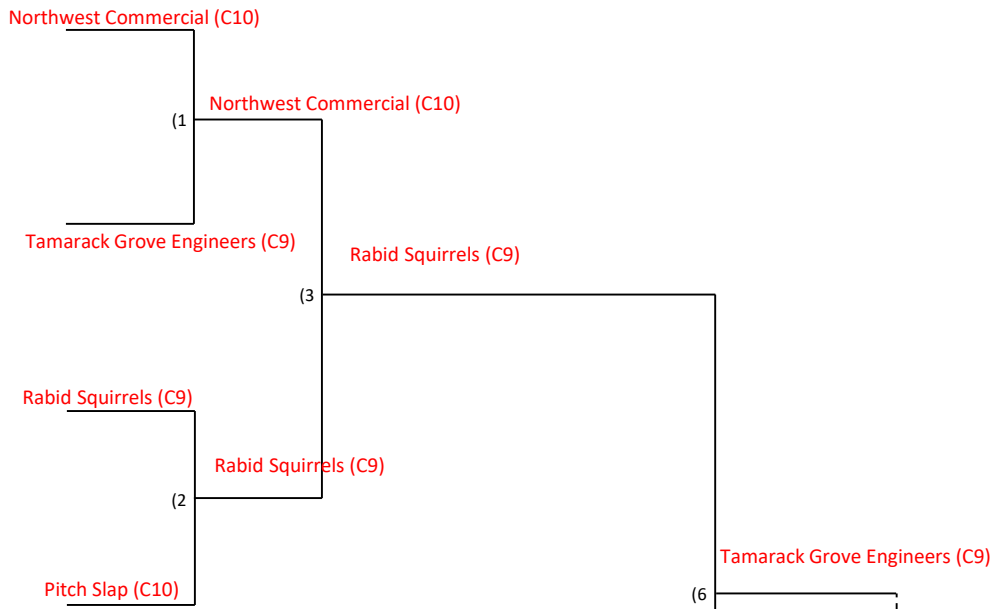 Northwest Commercial (C10)
Northwest Commercial (C10)
(1
Tamarack Grove Engineers (C9)
Rabid Squirrels (C9)
(3
Rabid Squirrels (C9)
Rabid Squirrels (C9)
(2
Tamarack Grove Engineers (C9)
Pitch Slap (C10)
(6